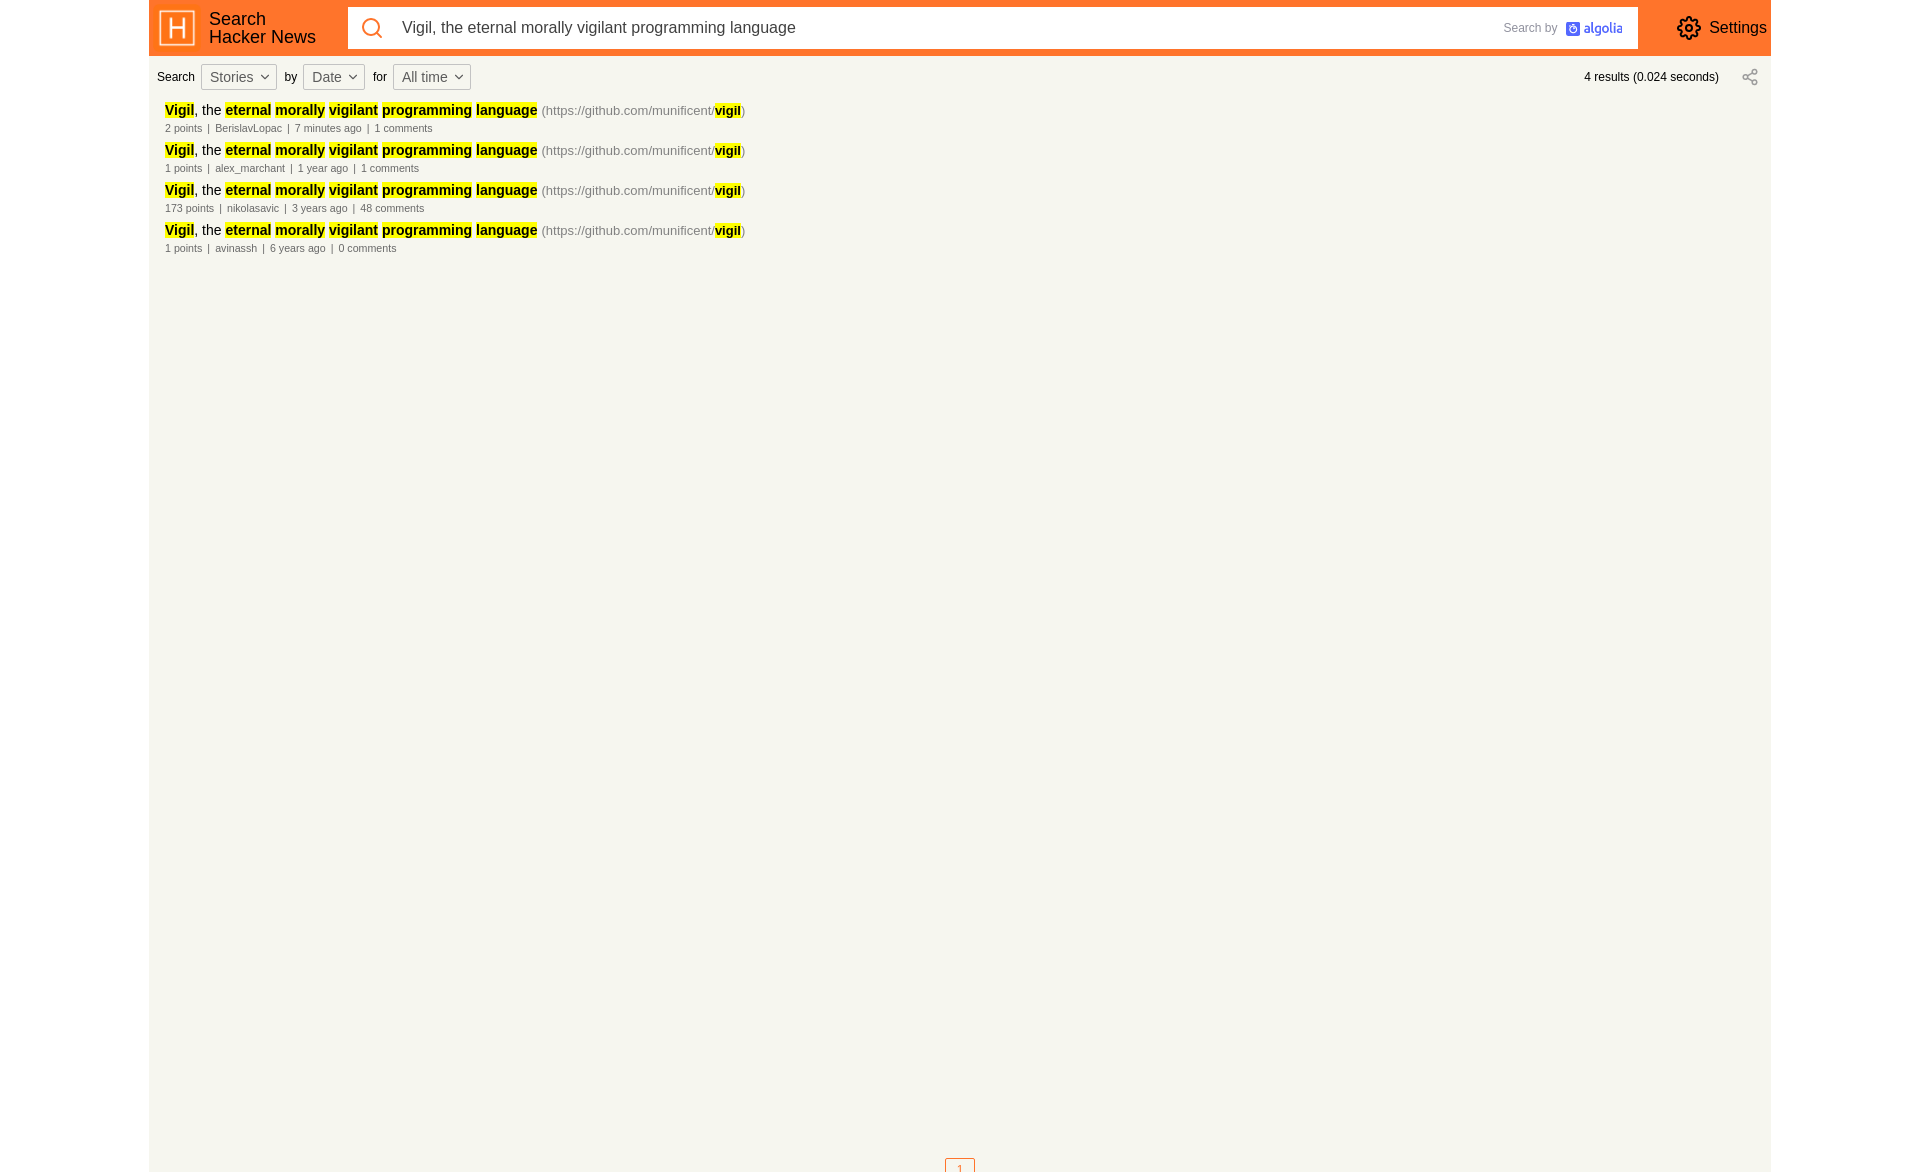 H
Search
Hacker News
Vigil, the eternal morally vigilant programming language
Search by algolia
Settings
Search Stories by Date for All time
4 results (0.024 seconds)
Vigil, the eternal morally vigilant programming language (https://github.com/munificent/vigil)
2 points | BerislavLopac | 7 minutes ago | 1 comments
Vigil, the eternal morally vigilant programming language (https://github.com/munificent/vigil)
1 points | alex_marchant | 1 year ago | 1 comments
Vigil, the eternal morally vigilant programming language (https://github.com/munificent/vigil)
173 points | nikolasavic | 3 years ago | 48 comments
Vigil, the eternal morally vigilant programming language (https://github.com/munificent/vigil)
1 points | avinassh | 6 years ago | 0 comments
1